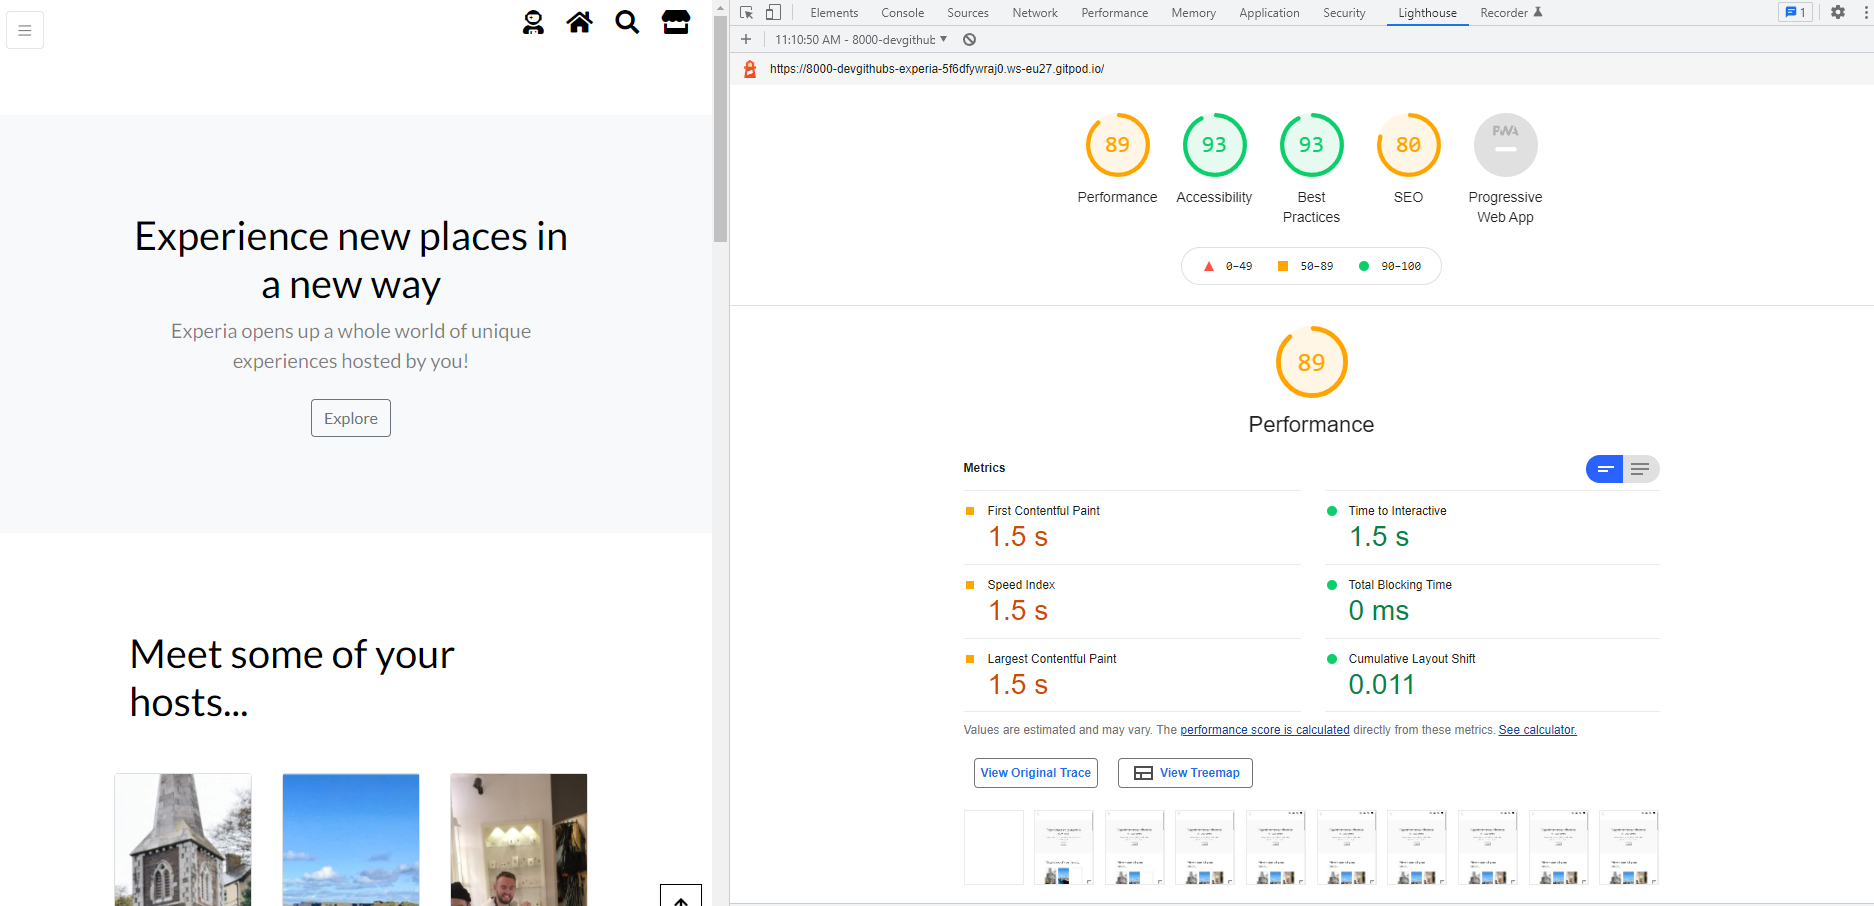 Experience new places in
a new way
Experia opens up a whole world of unique
experiences hosted by you!
Explore
Meet some of your
hosts...
Elements Console Sources Network Performance Memory Application Security Lighthouse Recorder 1
11:10:50 AM - 8000-devgithub
https://8000-devgithubs-experia-5f6dfywraj0.ws-eu27.gitpod.io/
89 93 93 80 PWA
Performance Accessibility Best Practices SEO Progressive Web App
0–49 50–89 90–100
89
Performance
Metrics
First Contentful Paint Time to Interactive
1.5 s 1.5 s
Speed Index Total Blocking Time
1.5 s 0 ms
Largest Contentful Paint Cumulative Layout Shift
1.5 s 0.011
Values are estimated and may vary. The performance score is calculated directly from these metrics. See calculator.
View Original Trace View Treemap